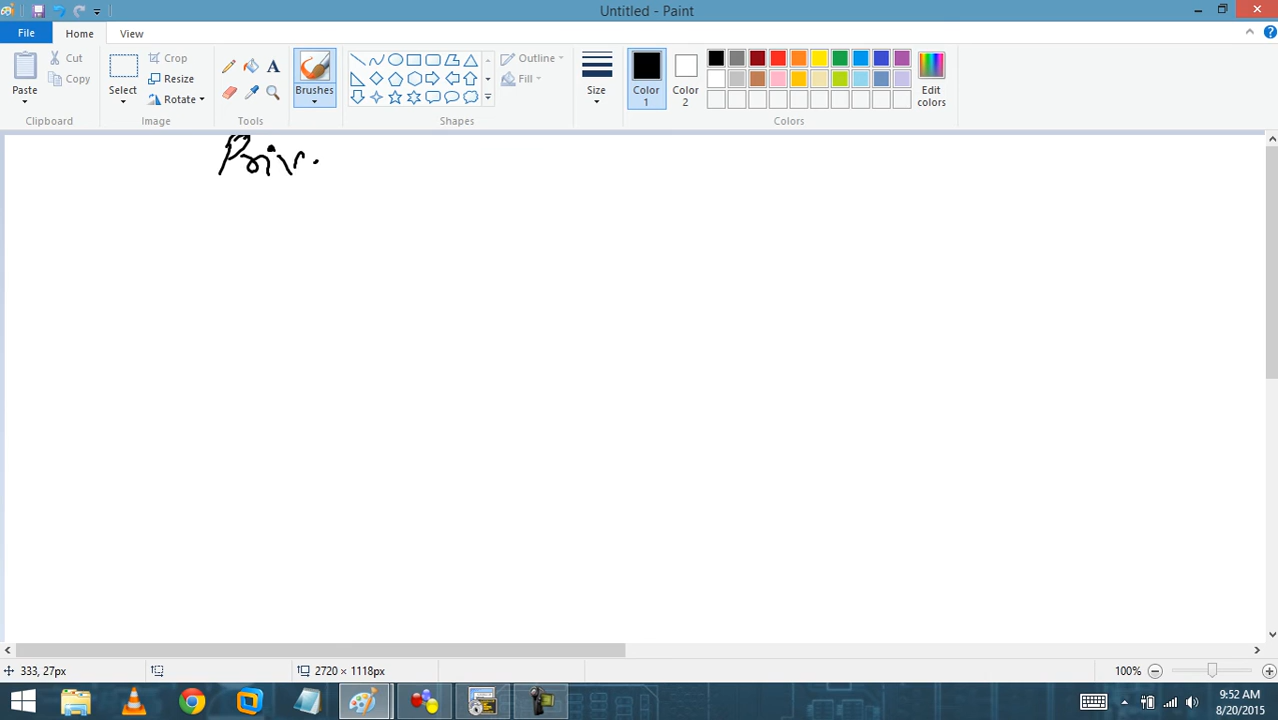 Untitled - Paint
File Home View
Paste Cut Copy Select Crop Resize Rotate A Brushes Outline Fill Size Color 1 Color 2 Edit colors
Clipboard Image Tools Shapes Colors
Priv.
333, 27px 2720 × 1118px 100%
9:52 AM
8/20/2015